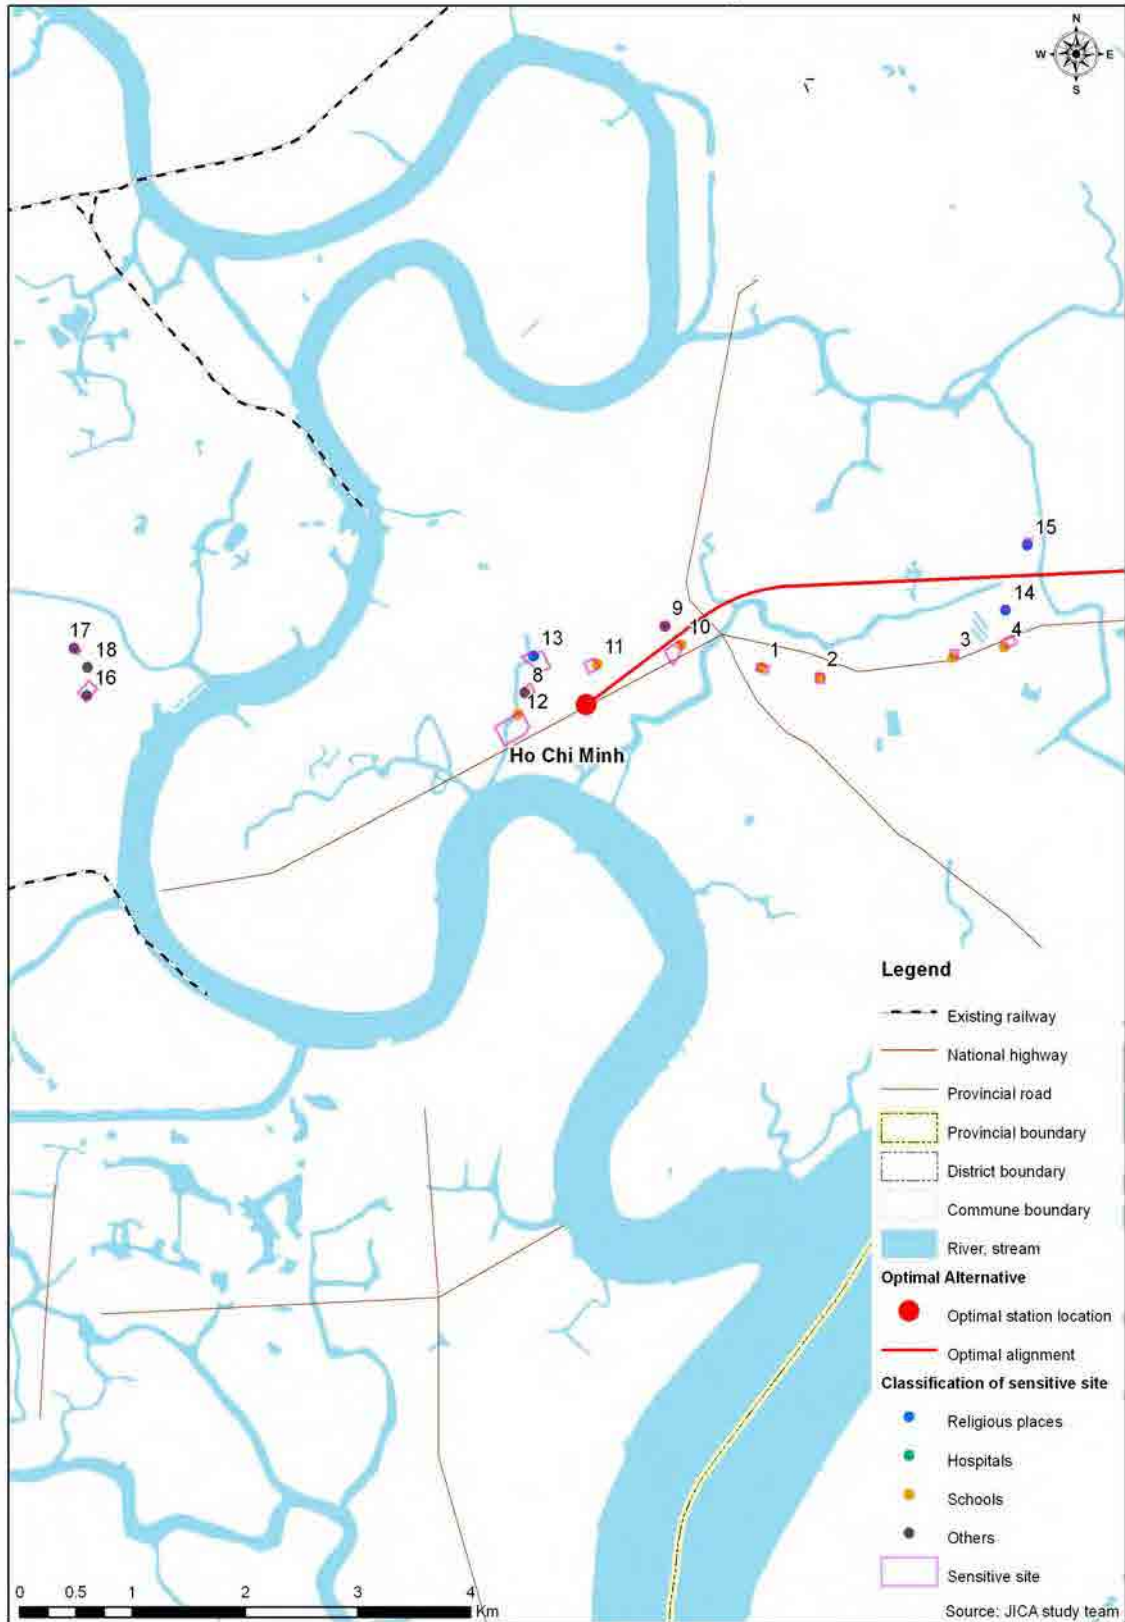 N
W E
S
15
14
9
17
13
10
4
18
11
1
3
16
8
2
12
Ho Chi Minh
Legend
Existing railway
National highway
Provincial road
Provincial boundary
District boundary
Commune boundary
River, stream
Optimal Alternative
Optimal station location
Optimal alignment
Classification of sensitive site
Religious places
Hospitals
Schools
Others
Sensitive site
0 0.5 1 2 3 4
Km
Source: JICA study team